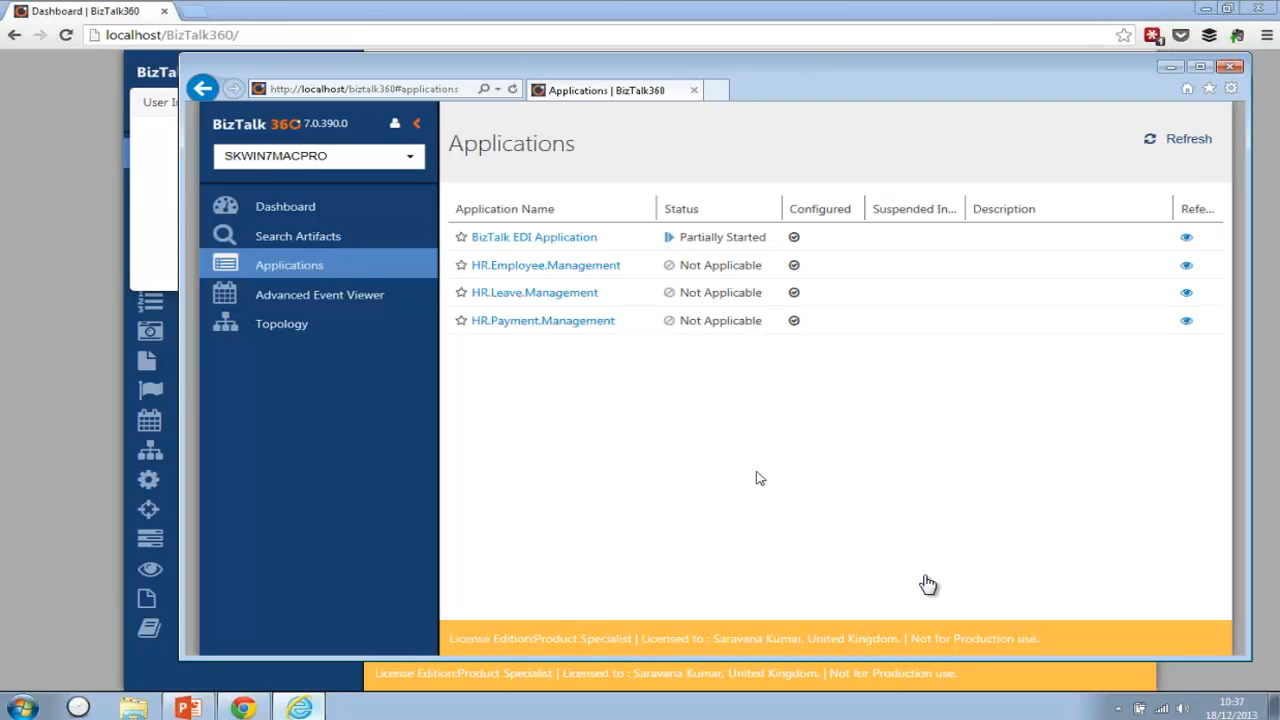 Dashboard | BizTalk360
localhost/BizTalk360/
BizTa
User In
http://localhost/biztalk360#applications
Applications | BizTalk360
BizTalk 360 7.0.390.0
SKWIN7MACPRO
Dashboard
Search Artifacts
Applications
Advanced Event Viewer
Topology
Applications
Refresh
Application Name Status Configured Suspended In... Description Refe...
BizTalk EDI Application Partially Started
HR.Employee.Management Not Applicable
HR.Leave.Management Not Applicable
HR.Payment.Management Not Applicable
License Edition:Product Specialist | Licensed to : Saravana Kumar, United Kingdom. | Not for Production use.
License Edition:Product Specialist | Licensed to : Saravana Kumar, United Kingdom. | Not for Production use.
10:37
18/12/2013